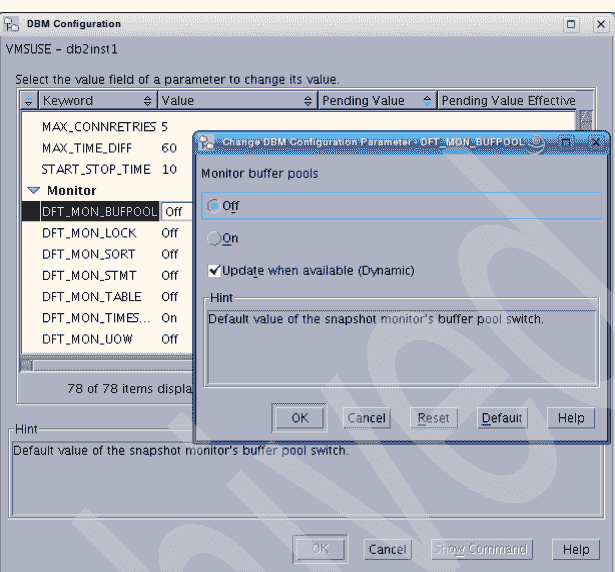 DBM Configuration
VMSUSE - db2inst1
Select the value field of a parameter to change its value.
Keyword Value Pending Value Pending Value Effective
MAX_CONNRETRIES 5
MAX_TIME_DIFF 60
START_STOP_TIME 10
Monitor
DFT_MON_BUFPOOL Off
DFT_MON_LOCK Off
DFT_MON_SORT Off
DFT_MON_STMT Off
DFT_MON_TABLE Off
DFT_MON_TIMES... On
DFT_MON_UOW Off
78 of 78 items displa
Change DBM Configuration Parameter - DFT_MON_BUFPOOL
Monitor buffer pools
Off
On
Update when available (Dynamic)
Hint
Default value of the snapshot monitor's buffer pool switch.
OK Cancel Reset Default Help
Hint
Default value of the snapshot monitor's buffer pool switch.
OK Cancel Show Command Help